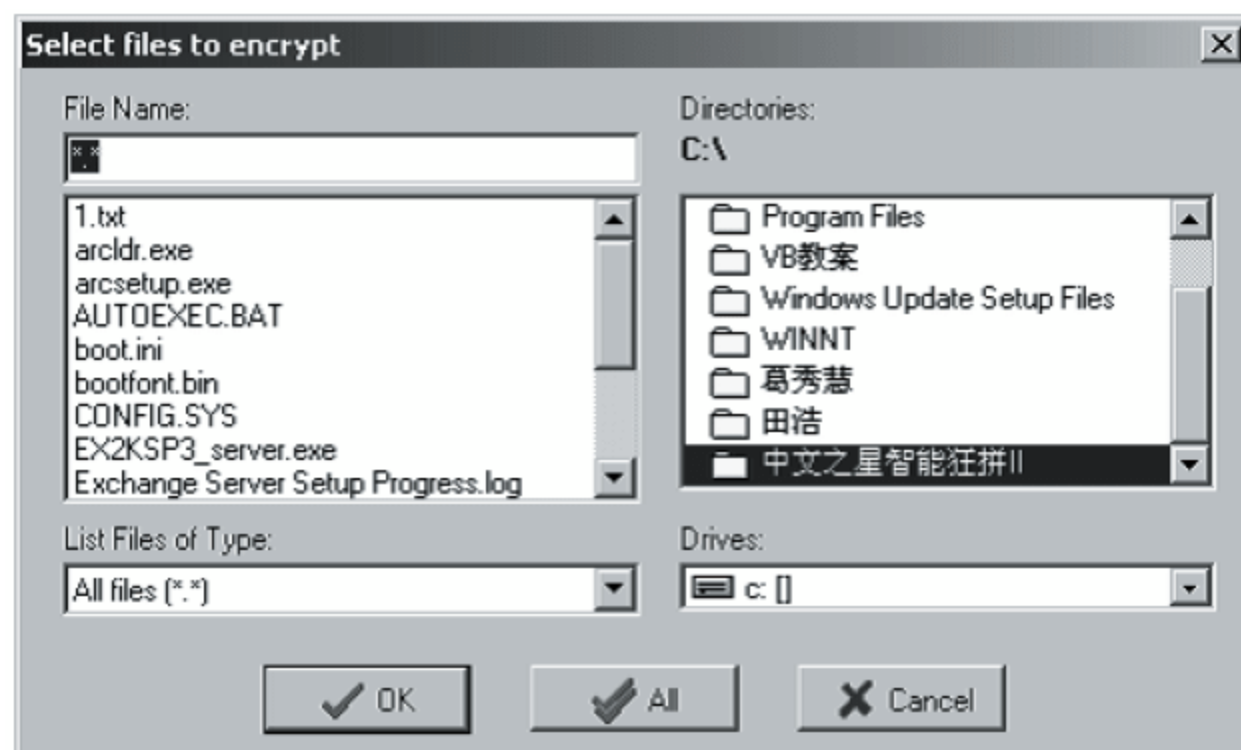 Select files to encrypt
File Name:
*.*
1.txt
arcldr.exe
arcsetup.exe
AUTOEXEC.BAT
boot.ini
bootfont.bin
CONFIG.SYS
EX2KSP3_server.exe
Exchange Server Setup Progress.log
List Files of Type:
All files (*.*)
Directories:
C:\
Program Files
VB教案
Windows Update Setup Files
WINNT
葛秀慧
田浩
中文之星智能狂拼II
Drives:
c: []
OK
All
Cancel